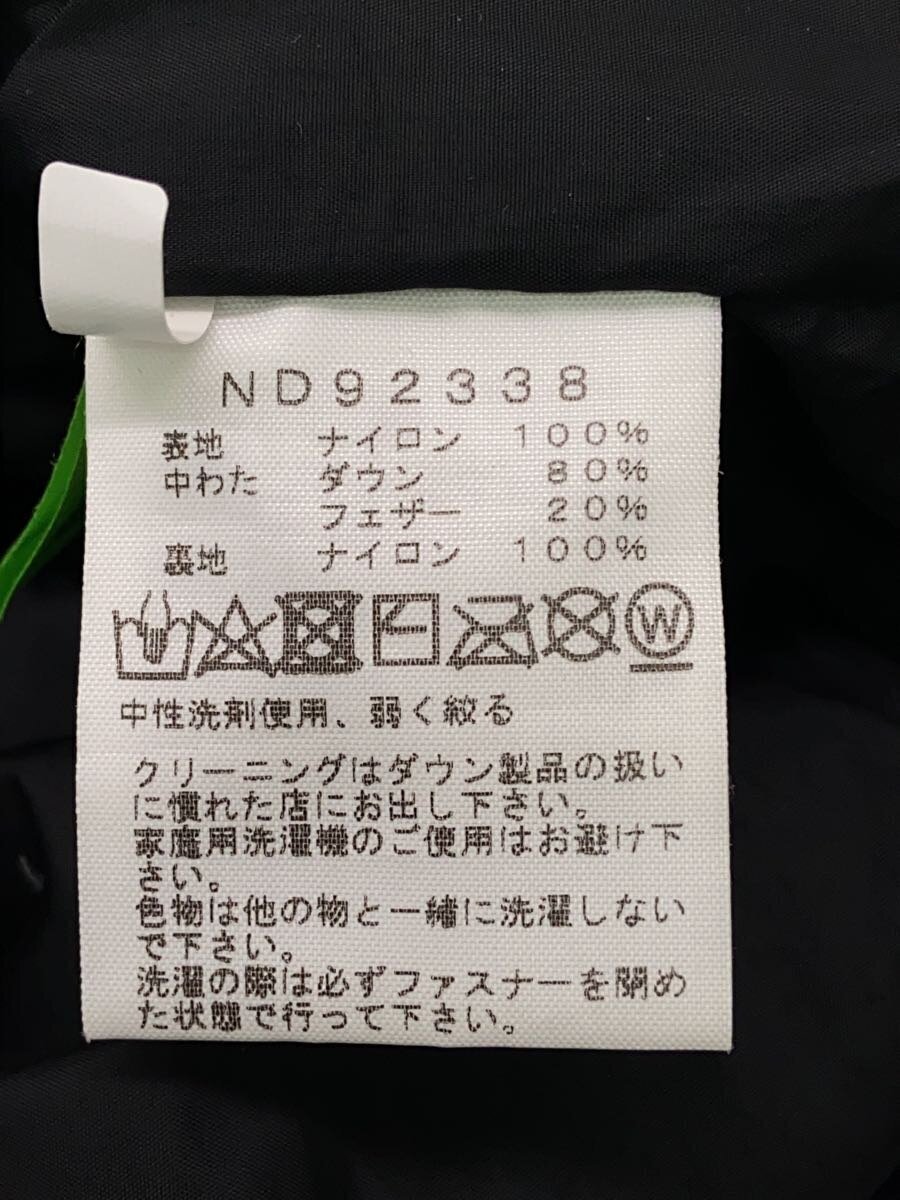 ND92338
表地 ナイロン 100%
中わた ダウン 80%
フェザー 20%
裏地 ナイロン 100%
W
中性洗剤使用、弱く絞る
クリーニングはダウン製品の扱い
に慣れた店にお出し下さい。
家庭用洗濯機のご使用はお避け下
さい。
色物は他の物と一緒に洗濯しない
で下さい。
洗濯の際は必ずファスナーを閉め
た状態で行って下さい。